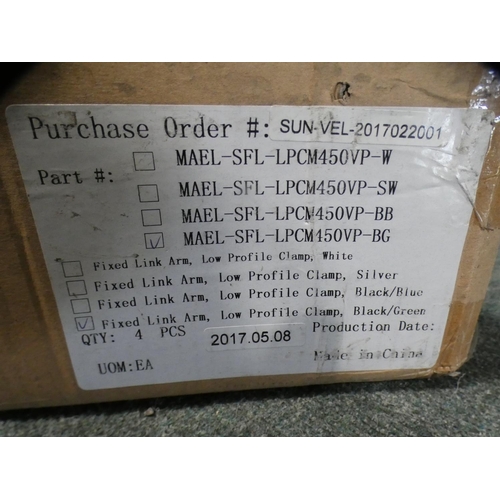 Purchase Order #: SUN-VEL-2017022001
Part #: MAEL-SFL-LPCM450VP-W
MAEL-SFL-LPCM450VP-SW
MAEL-SFL-LPCM450VP-BB
MAEL-SFL-LPCM450VP-BG
Fixed Link Arm, Low Profile Clamp, White
Fixed Link Arm, Low Profile Clamp, Silver
Fixed Link Arm, Low Profile Clamp, Black/Blue
Fixed Link Arm, Low Profile Clamp, Black/Green
QTY: 4 PCS 2017.05.08 Production Date:
UOM:EA Made in China